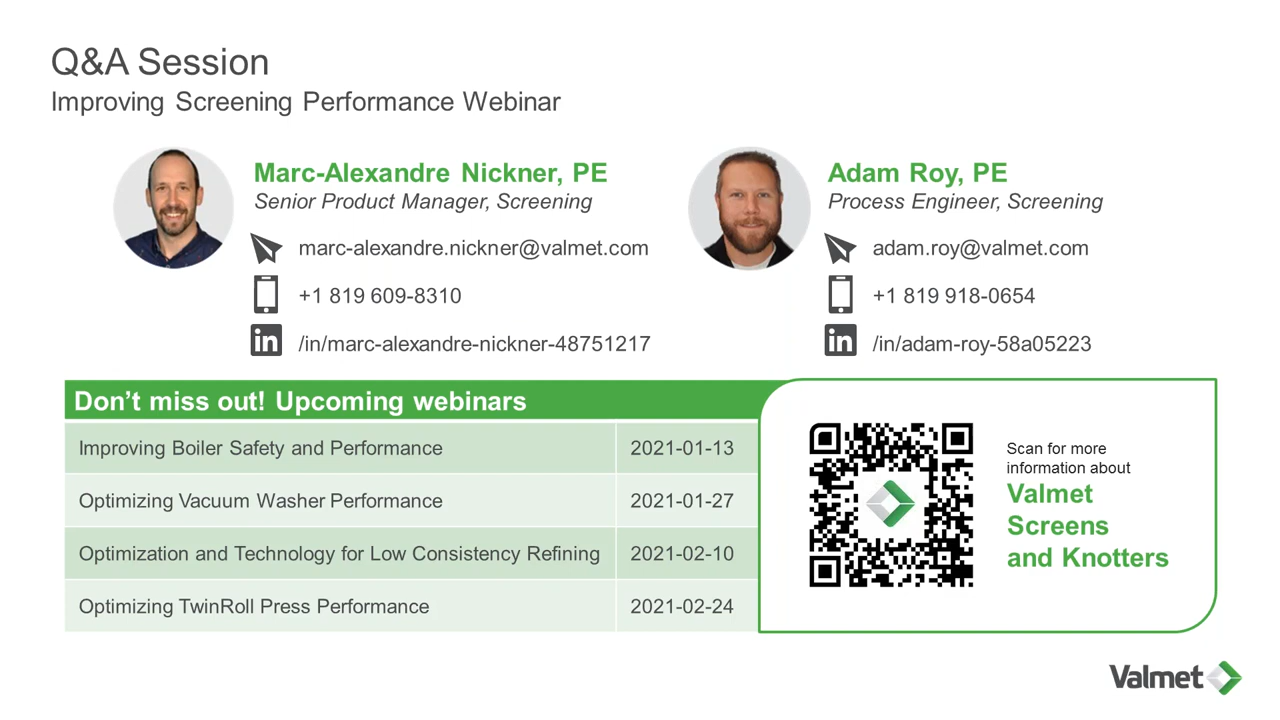 Q&A Session
Improving Screening Performance Webinar
Marc-Alexandre Nickner, PE
Senior Product Manager, Screening
marc-alexandre.nickner@valmet.com
+1 819 609-8310
in
/in/marc-alexandre-nickner-48751217
Adam Roy, PE
Process Engineer, Screening
adam.roy@valmet.com
+1 819 918-0654
in
/in/adam-roy-58a05223
Don’t miss out! Upcoming webinars
Improving Boiler Safety and Performance 2021-01-13
Optimizing Vacuum Washer Performance 2021-01-27
Optimization and Technology for Low Consistency Refining 2021-02-10
Optimizing TwinRoll Press Performance 2021-02-24
Scan for more
information about
Valmet
Screens
and Knotters
Valmet